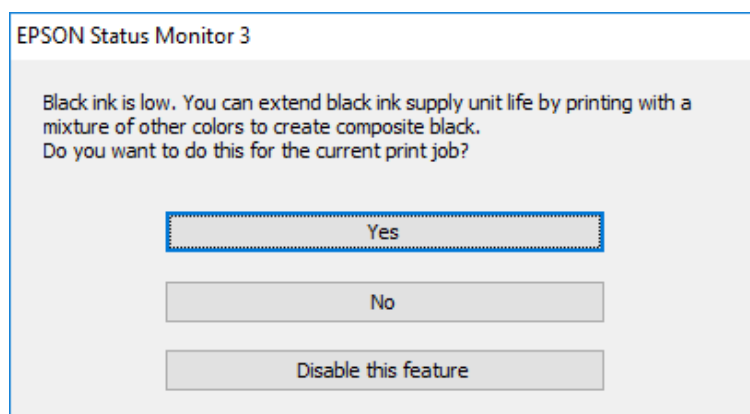 EPSON Status Monitor 3
Black ink is low. You can extend black ink supply unit life by printing with a
mixture of other colors to create composite black.
Do you want to do this for the current print job?
Yes
No
Disable this feature